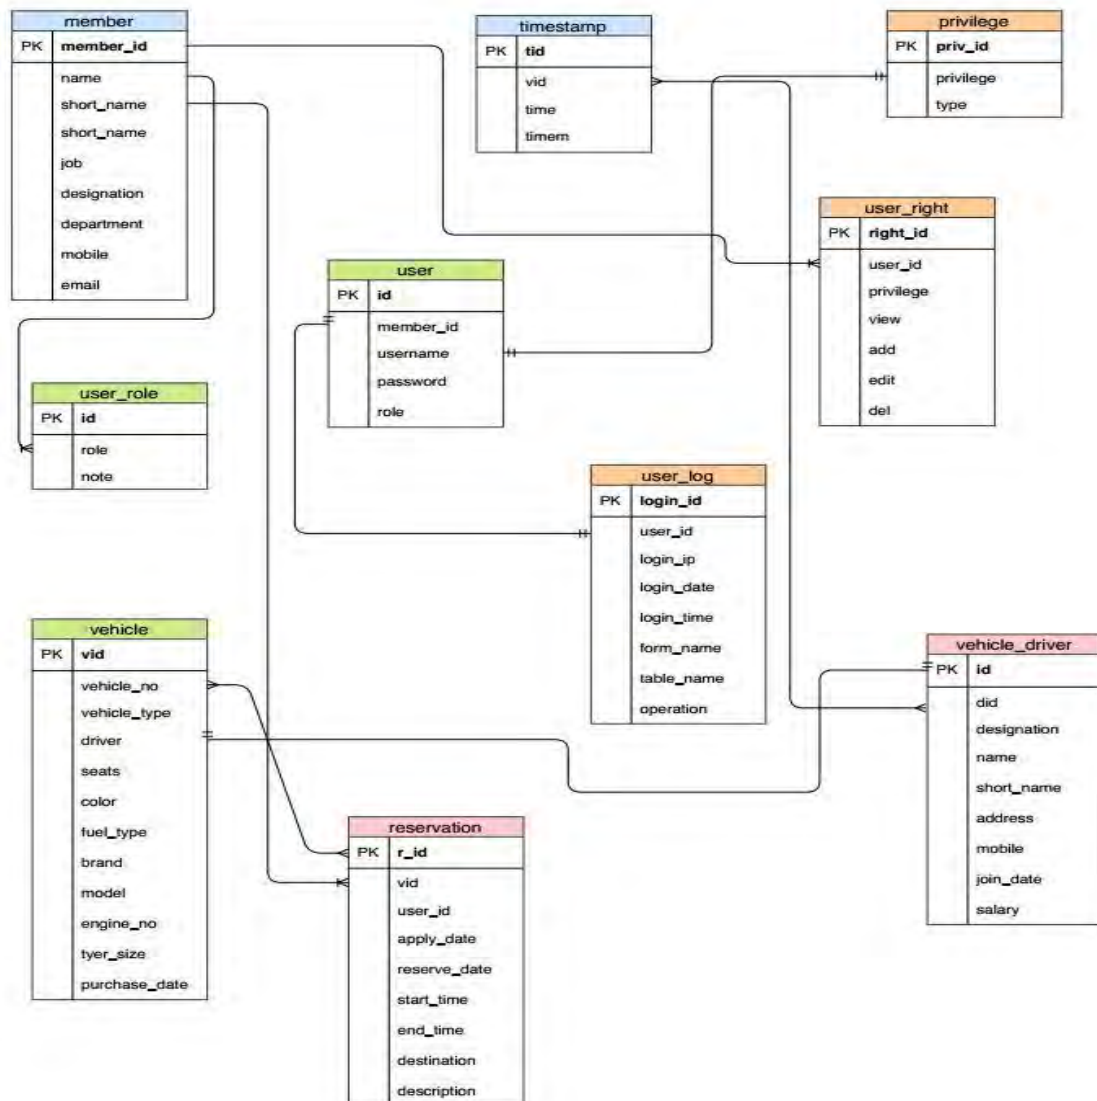 member
PK member_id
name
short_name
short_name
job
designation
department
mobile
email
timestamp
PK tid
vid
time
timern
privilege
PK priv_id
privilege
type
user_right
PK right_id
user_id
privilege
view
add
edit
del
user
PK id
member_id
username
password
role
user_role
PK id
role
note
user_log
PK login_id
user_id
login_ip
login_date
login_time
form_name
table_name
operation
vehicle
PK vid
vehicle_no
vehicle_type
driver
seats
color
fuel_type
brand
model
engine_no
tyer_size
purchase_date
vehicle_driver
PK id
did
designation
name
short_name
address
mobile
join_date
salary
reservation
PK r_id
vid
user_id
apply_date
reserve_date
start_time
end_time
destination
description